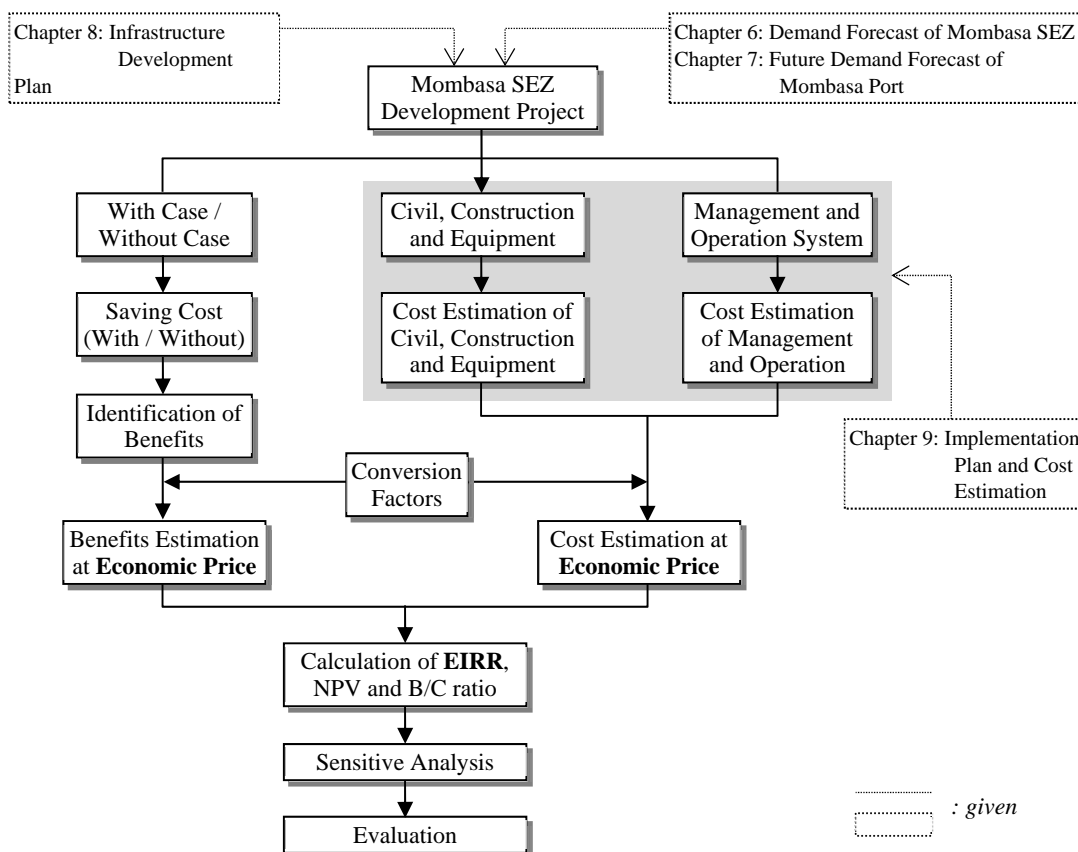 Chapter 8: Infrastructure
Development
Plan
Chapter 6: Demand Forecast of Mombasa SEZ
Chapter 7: Future Demand Forecast of
Mombasa Port
Mombasa SEZ
Development Project
With Case /
Without Case
Civil, Construction
and Equipment
Management and
Operation System
Saving Cost
(With / Without)
Cost Estimation of
Civil, Construction
and Equipment
Cost Estimation
of Management
and Operation
Identification of
Benefits
Chapter 9: Implementation
Plan and Cost
Estimation
Conversion
Factors
Benefits Estimation
at Economic Price
Cost Estimation at
Economic Price
Calculation of EIRR,
NPV and B/C ratio
Sensitive Analysis
Evaluation
: given